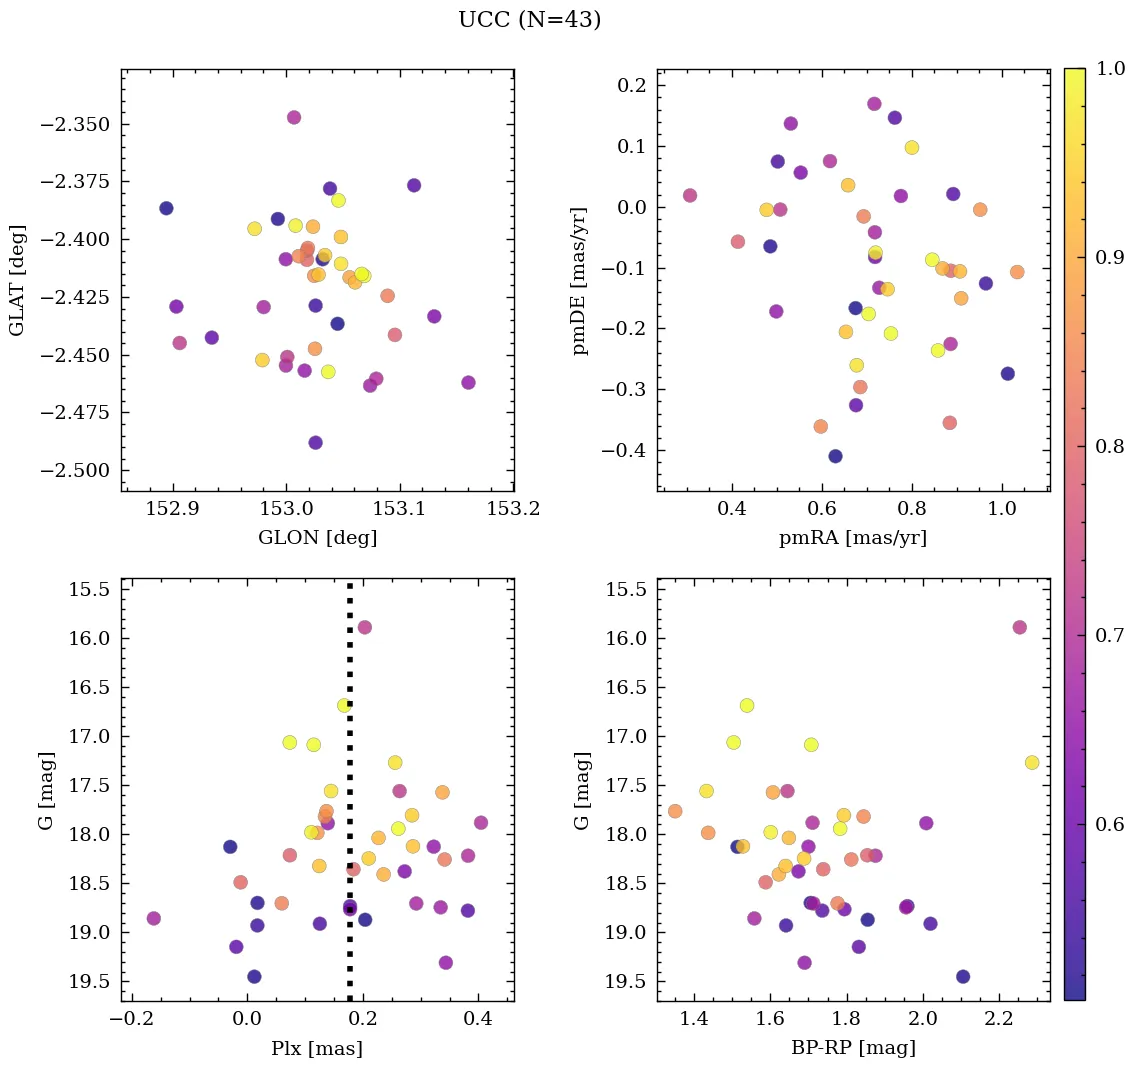 UCC (N=43)
−2.350
−2.375
−2.400
−2.425
−2.450
−2.475
−2.500
GLAT [deg]
152.9 153.0 153.1 153.2
GLON [deg]
0.2
0.1
0.0
−0.1
−0.2
−0.3
−0.4
pmDE [mas/yr]
0.4 0.6 0.8 1.0
pmRA [mas/yr]
1.0
0.9
0.8
0.7
0.6
15.5
16.0
16.5
17.0
17.5
18.0
18.5
19.0
19.5
G [mag]
−0.2 0.0 0.2 0.4
Plx [mas]
15.5
16.0
16.5
17.0
17.5
18.0
18.5
19.0
19.5
G [mag]
1.4 1.6 1.8 2.0 2.2
BP-RP [mag]